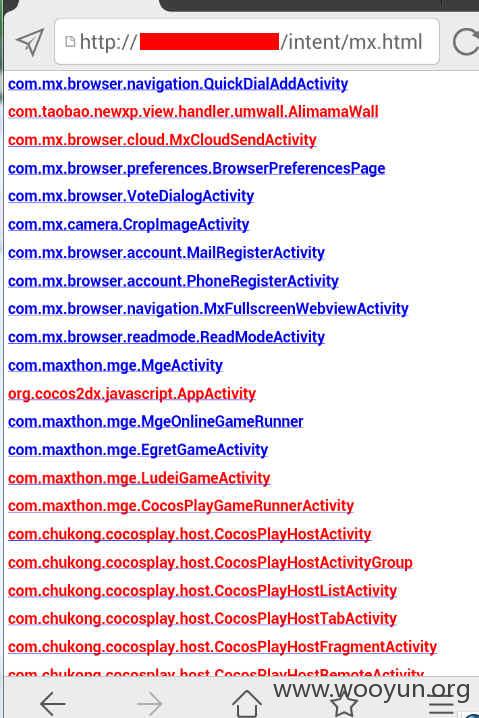 http:// /intent/mx.html
com.mx.browser.navigation.QuickDialAddActivity
com.taobao.newxp.view.handler.umwall.AlimamaWall
com.mx.browser.cloud.MxCloudSendActivity
com.mx.browser.preferences.BrowserPreferencesPage
com.mx.browser.VoteDialogActivity
com.mx.camera.CropImageActivity
com.mx.browser.account.MailRegisterActivity
com.mx.browser.account.PhoneRegisterActivity
com.mx.browser.navigation.MxFullscreenWebviewActivity
com.mx.browser.readmode.ReadModeActivity
com.maxthon.mge.MgeActivity
org.cocos2dx.javascript.AppActivity
com.maxthon.mge.MgeOnlineGameRunner
com.maxthon.mge.EgretGameActivity
com.maxthon.mge.LudeiGameActivity
com.maxthon.mge.CocosPlayGameRunnerActivity
com.chukong.cocosplay.host.CocosPlayHostActivity
com.chukong.cocosplay.host.CocosPlayHostActivityGroup
com.chukong.cocosplay.host.CocosPlayHostListActivity
com.chukong.cocosplay.host.CocosPlayHostTabActivity
com.chukong.cocosplay.host.CocosPlayHostFragmentActivity
com.chukong.cocosplay.host.CocosPlayHostRemoteActivity
www.wooyun.org